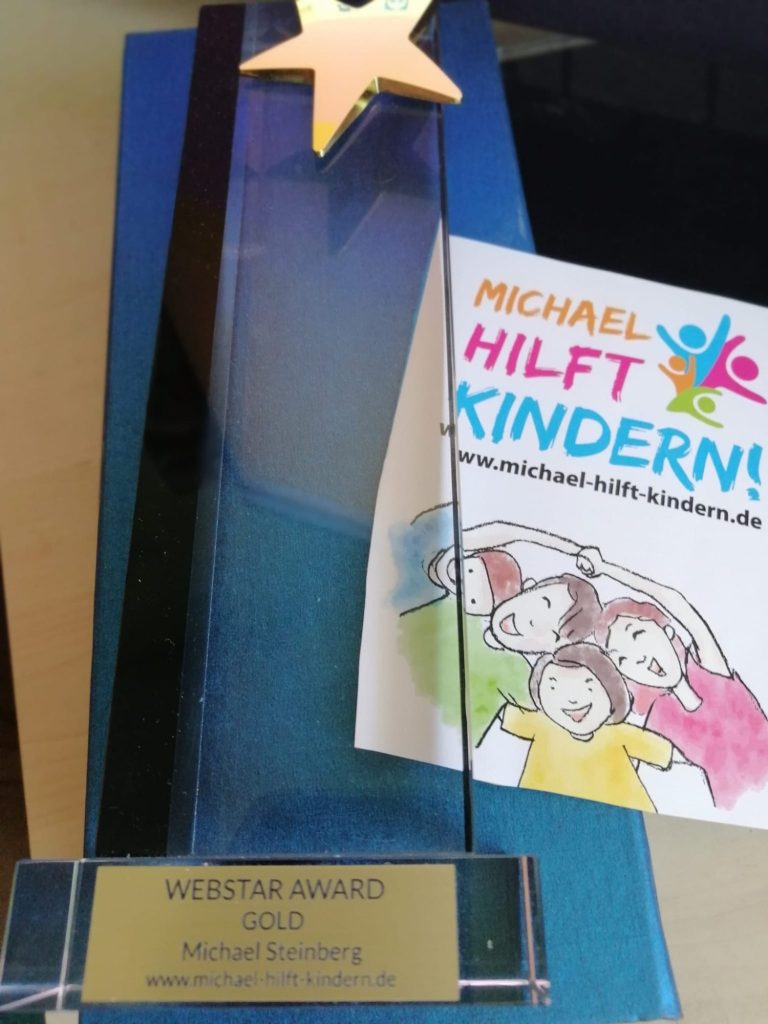 MICHAEL
HILFT
KINDERN!
www.michael-hilft-kindern.de
WEBSTAR AWARD
GOLD
Michael Steinberg
www.michael-hilft-kindern.de